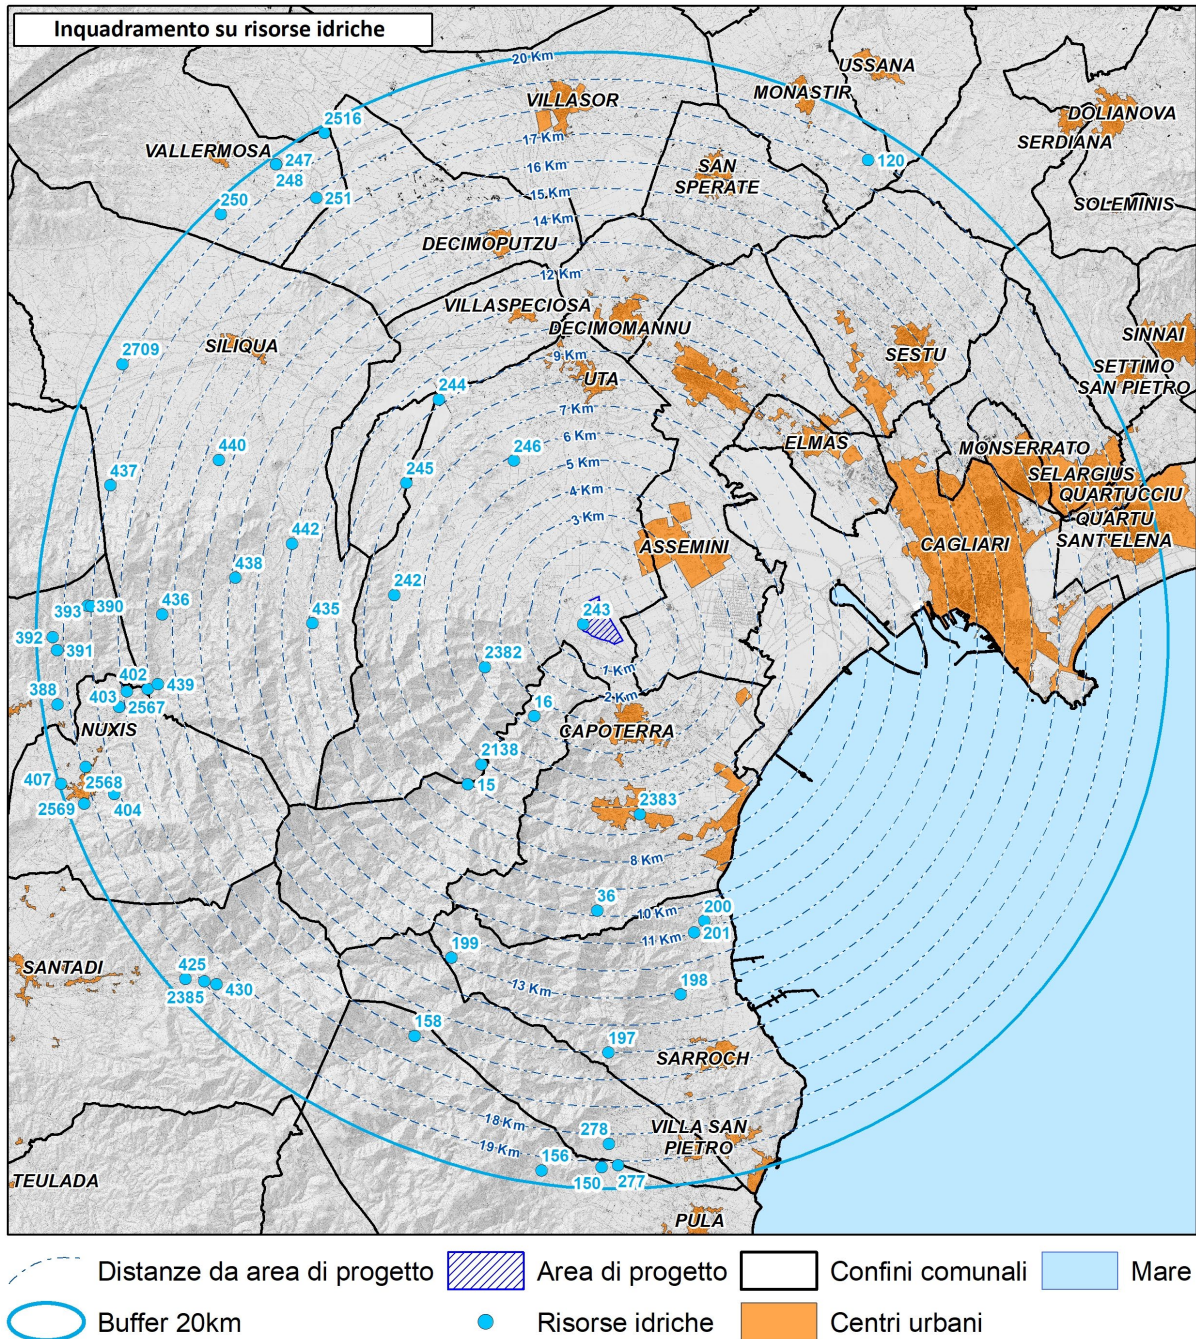 Inquadramento su risorse idriche
20 Km
USSANA
MONASTIR
VILLASOR
DOLIANOVA
SERDIANA
2516
17 Km
VALLERMOSA
247
248
16 Km
SAN
SPERATE
120
15 Km
250
251
14 Km
SOLEMINIS
DECIMOPUTZU
12 Km
VILLASPECIOSA
DECIMOMANNU
SINNAI
SILIQUA
2709
9 Km
SESTU
SETTIMO
SAN PIETRO
UTA
244
7 Km
6 Km
ELMAS
MONSERRATO
440
246
5 Km
SELARGIUS
437
245
4 Km
QUARTUCCIU
3 Km
QUARTU
SANT'ELENA
442
ASSEMINI
CAGLIARI
438
242
393
390
436
435
243
392
391
1 Km
2382
402
439
2 Km
388
403
2567
16
NUXIS
CAPOTERRA
2138
407
2568
15
2569
404
2383
8 Km
36
10 Km
200
201
11 Km
199
SANTADI
425
13 Km
198
2385
430
158
197
SARROCH
18 Km
278
VILLA SAN
PIETRO
19 Km
156
150
277
TEULADA
PULA
Distanze da area di progetto
Area di progetto
Confini comunali
Mare
Buffer 20km
Risorse idriche
Centri urbani